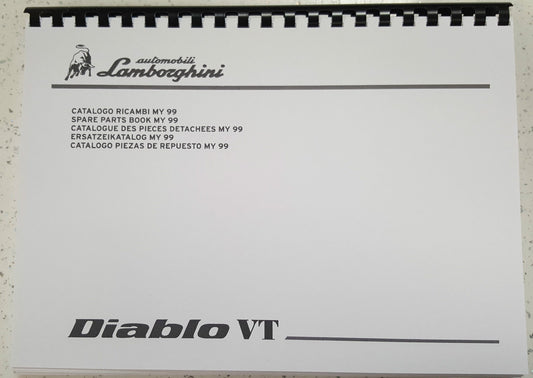 automobili
Lamborghini
CATALOGO RICAMBI MY 99
SPARE PARTS BOOK MY 99
CATALOGUE DES PIECES DETACHEES MY 99
ERSATZEIKATALOG MY 99
CATALOGO PIEZAS DE REPUESTO MY 99
Diablo VT